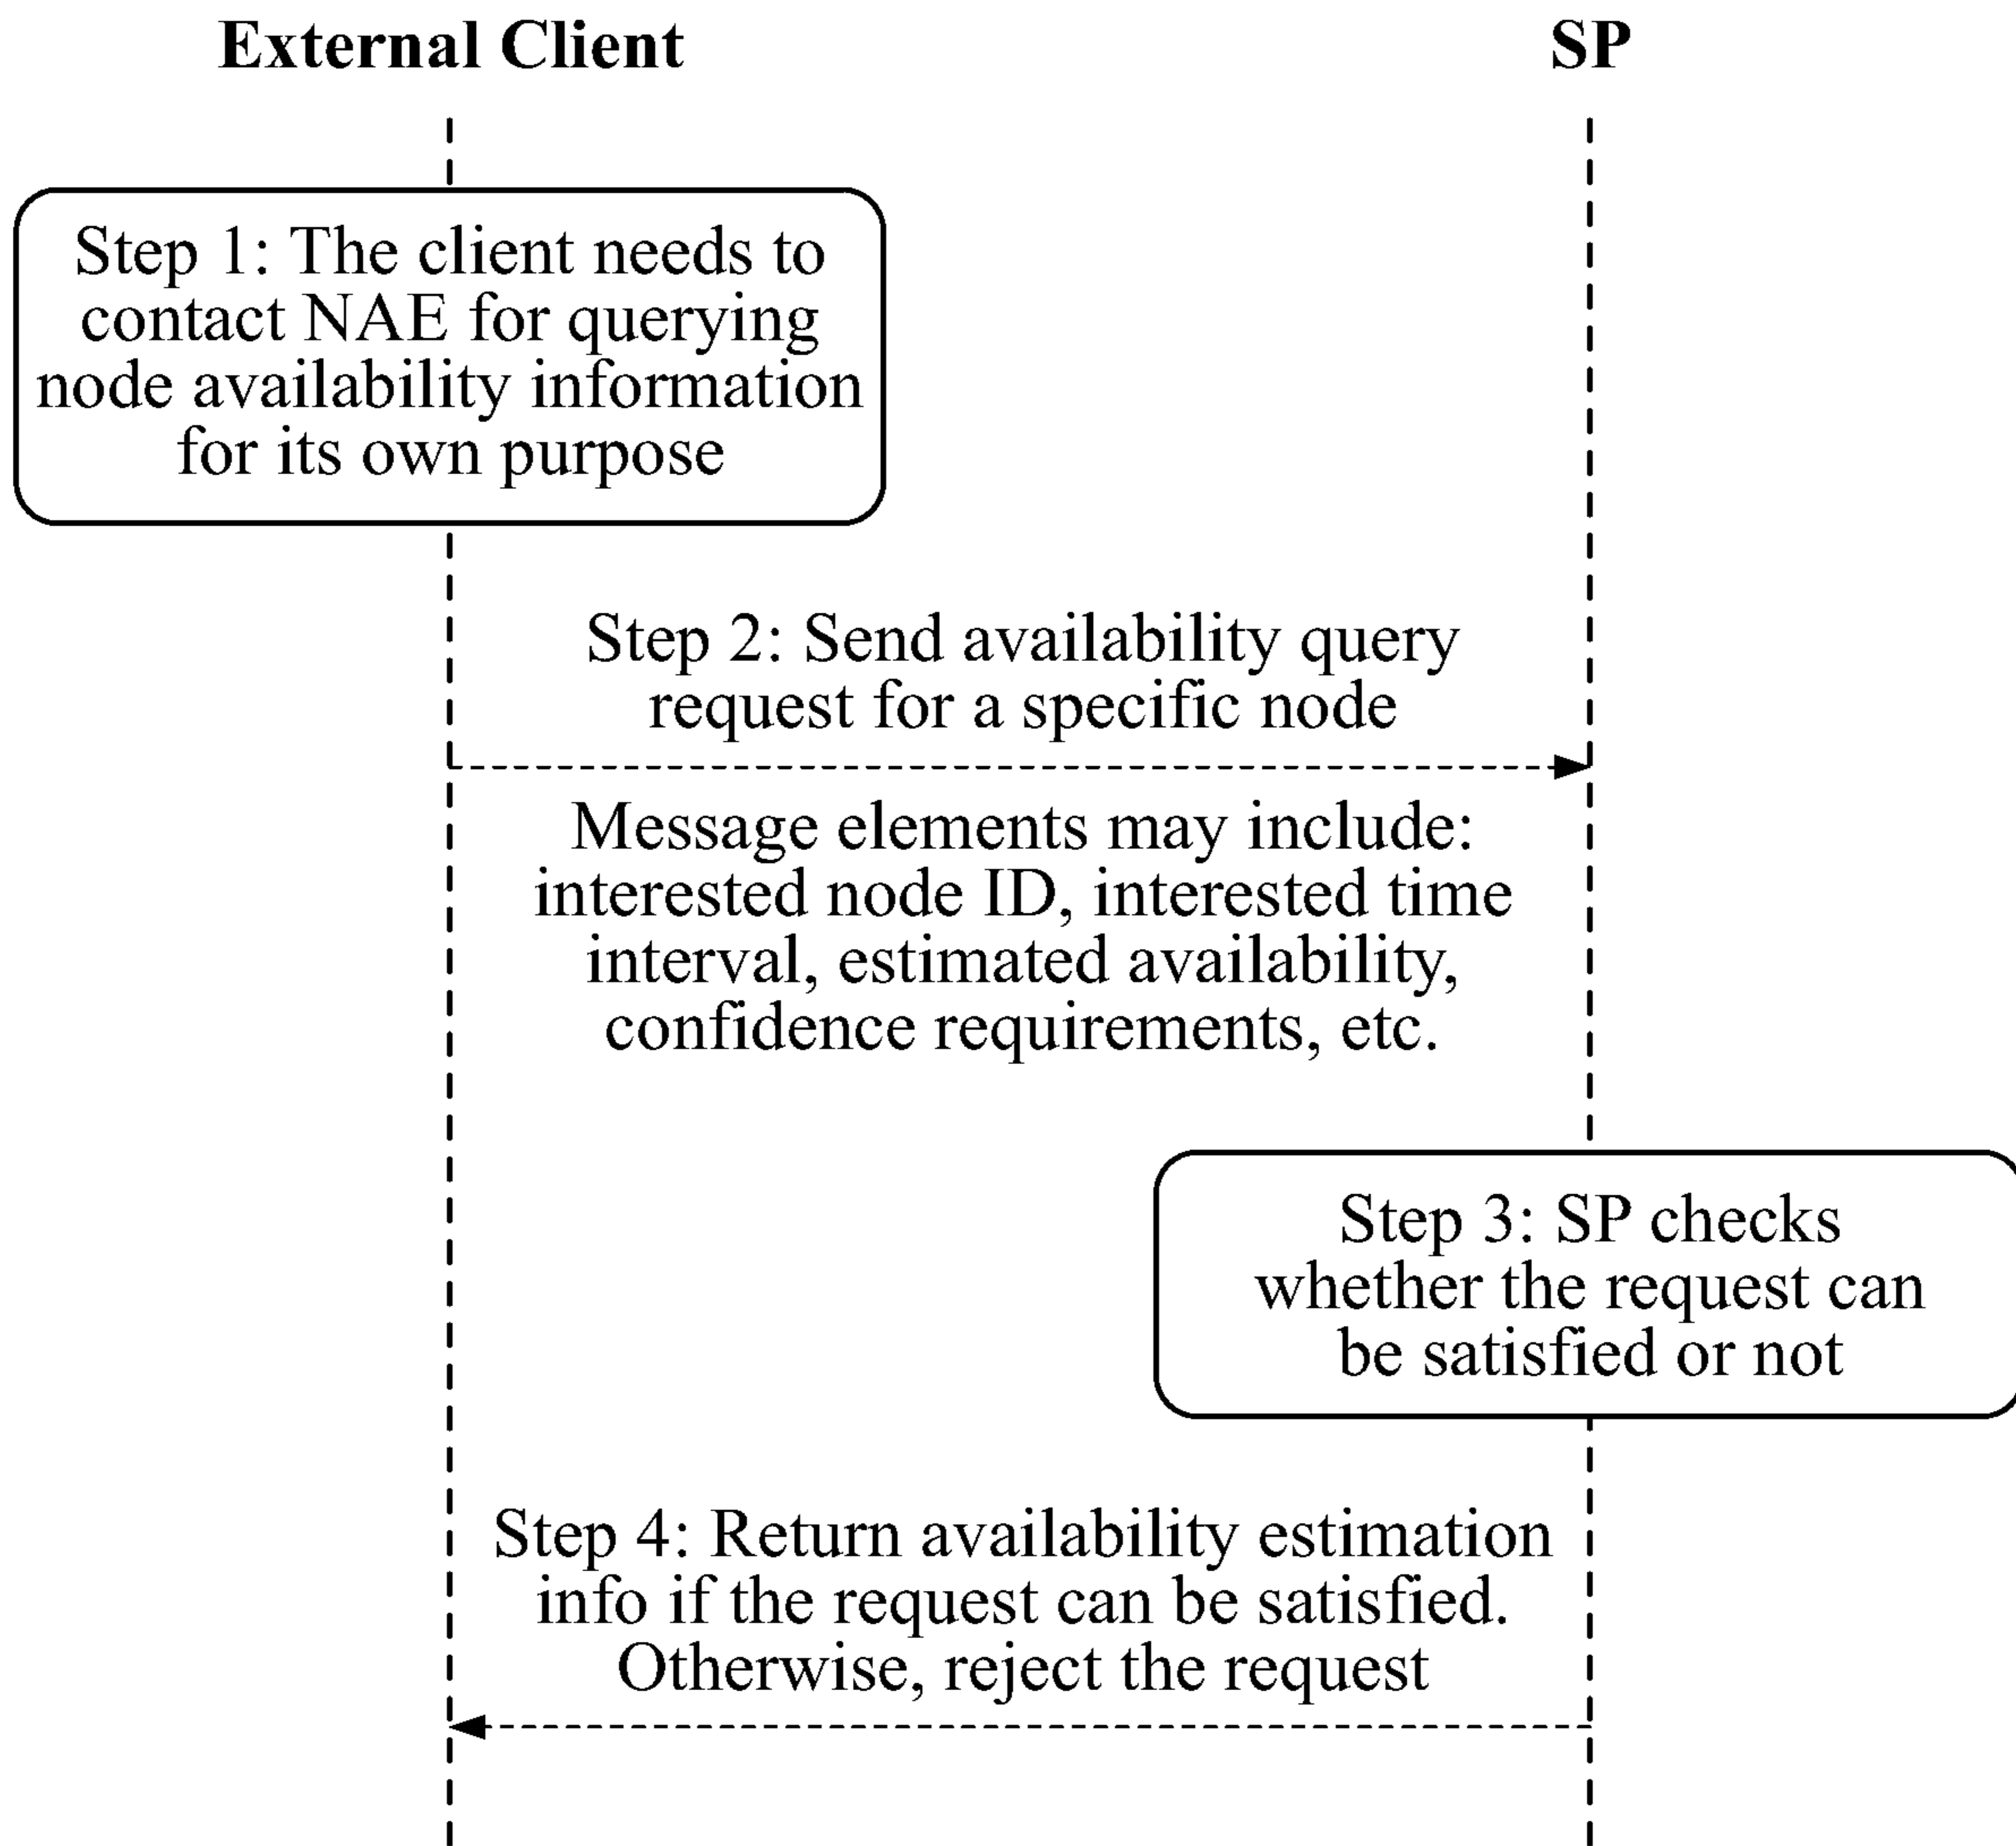 External Client
SP
Step 1: The client needs to
contact NAE for querying
node availability information
for its own purpose
Step 2: Send availability query
request for a specific node
Message elements may include:
interested node ID, interested time
interval, estimated availability,
confidence requirements, etc.
Step 3: SP checks
whether the request can
be satisfied or not
Step 4: Return availability estimation
info if the request can be satisfied.
Otherwise, reject the request